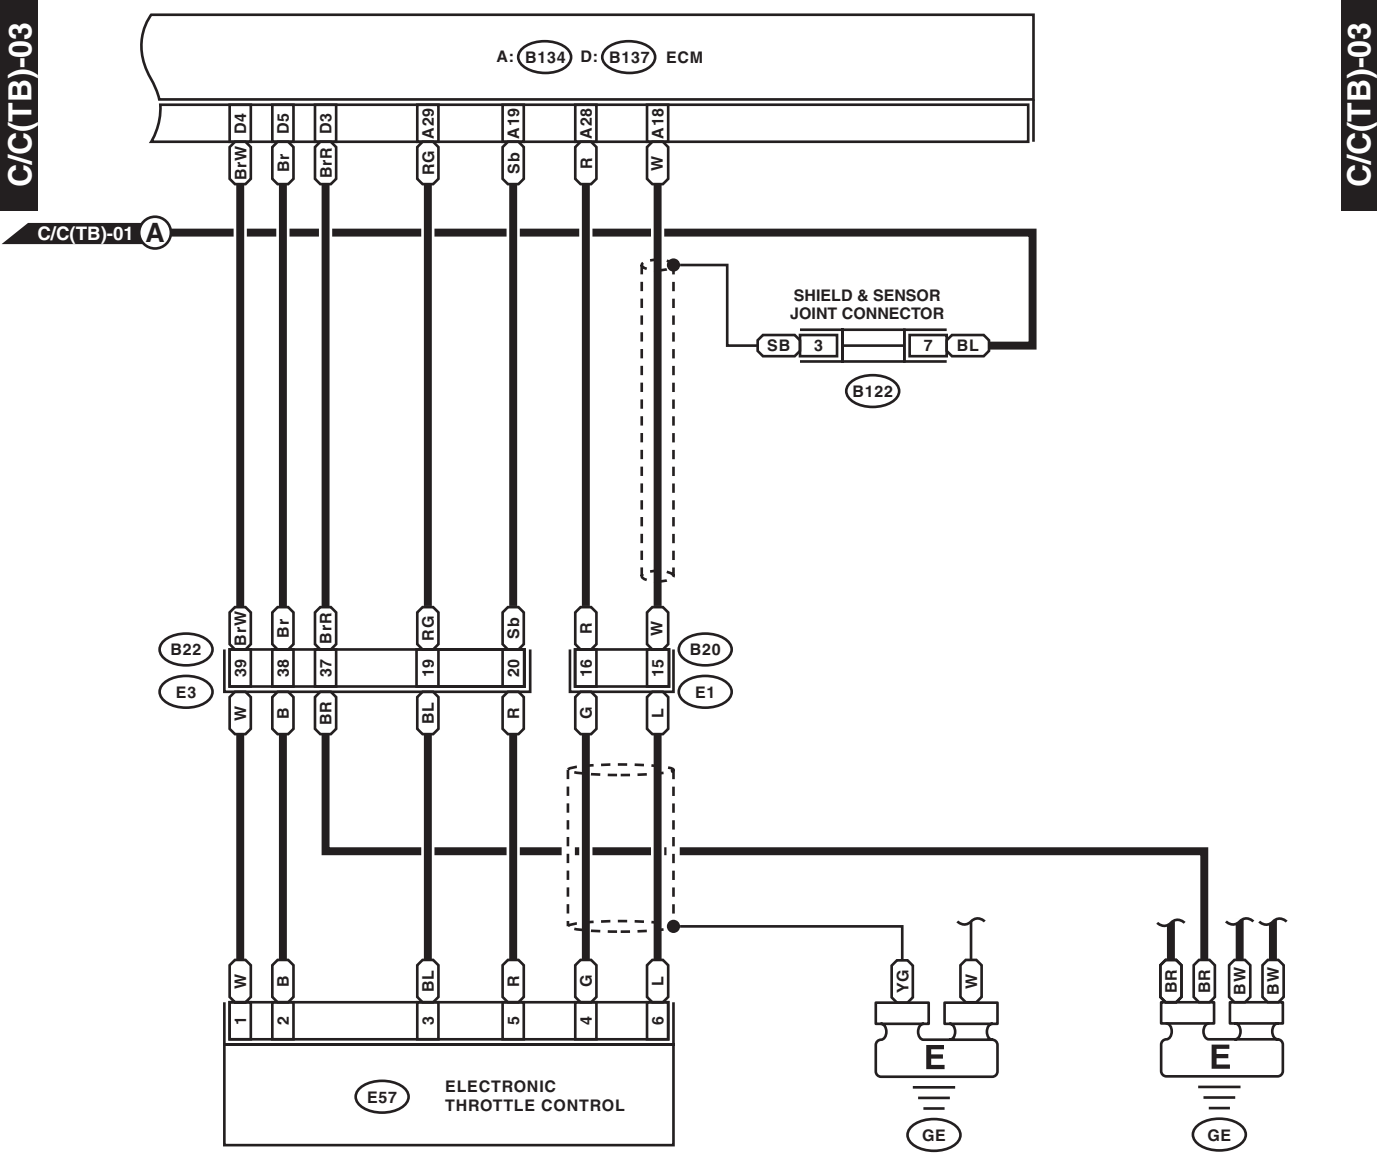 C/C(TB)-03
C/C(TB)-03
A: B134 D: B137 ECM
D4 D5 D3 A29 A19 A28 A18
BrW Br BrR RG Sb R W
C/C(TB)-01 A
SHIELD & SENSOR
JOINT CONNECTOR
SB 3 7 BL
B122
BrW Br BrR RG Sb R W
B22 B20
39 38 37 19 20 16 15
E3 E1
W B BR BL R G L
W B BL R G L YG W BR BR BW BW
1 2 3 5 4 6
E E
E57 ELECTRONIC
THROTTLE CONTROL
GE GE